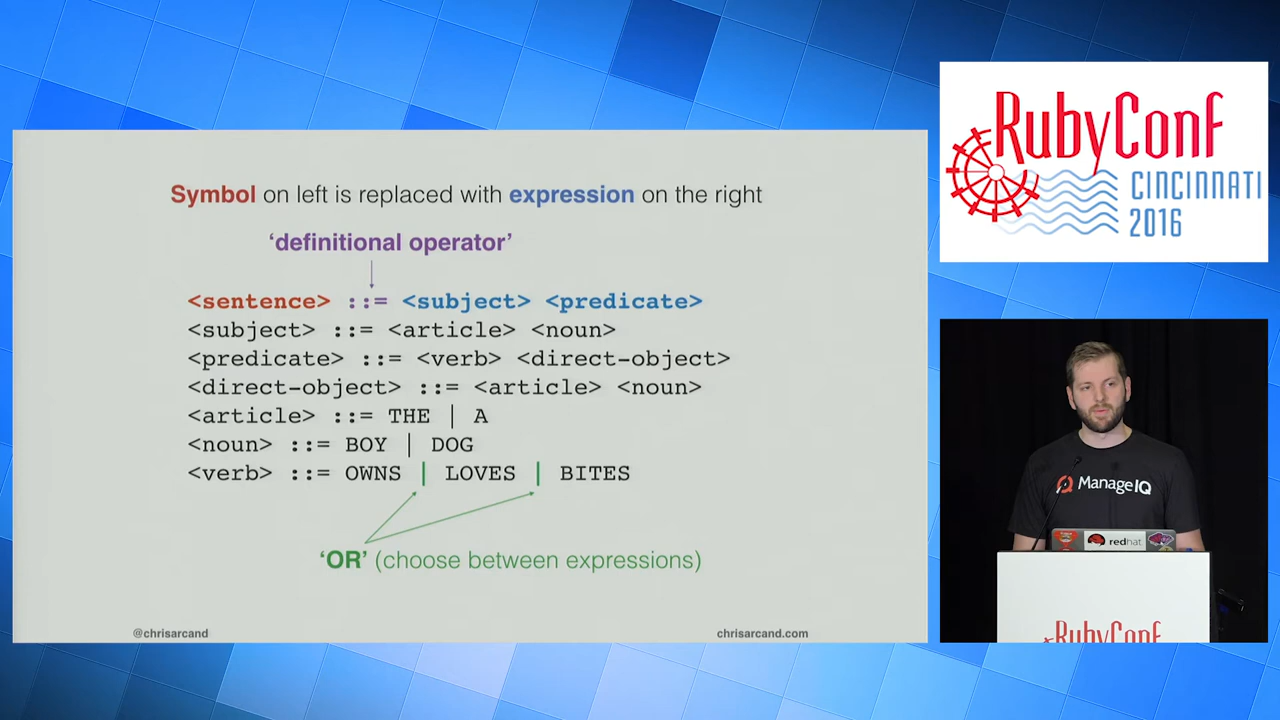 Symbol on left is replaced with expression on the right
‘definitional operator’
<sentence> ::= <subject> <predicate>
<subject> ::= <article> <noun>
<predicate> ::= <verb> <direct-object>
<direct-object> ::= <article> <noun>
<article> ::= THE | A
<noun> ::= BOY | DOG
<verb> ::= OWNS | LOVES | BITES
‘OR’ (choose between expressions)
@chrisarcand
chrisarcand.com
RubyConf
CINCINNATI
2016
ManageIQ
redhat
RubyConf